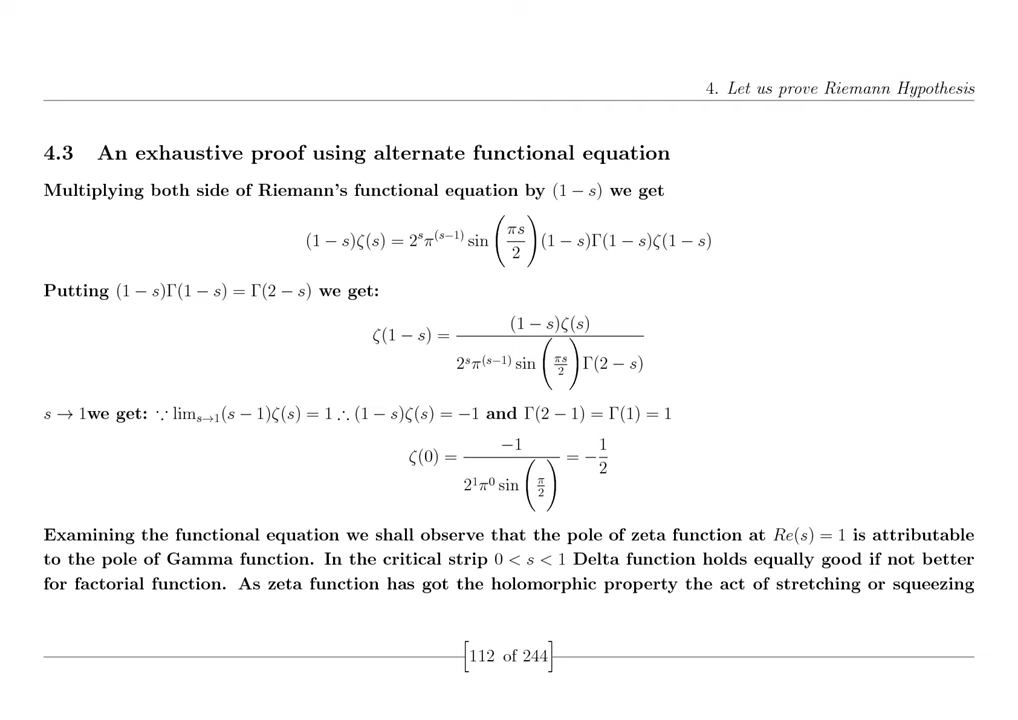 4. Let us prove Riemann Hypothesis
4.3 An exhaustive proof using alternate functional equation
Multiplying both side of Riemann's functional equation by (1 − s) we get
(1 − s)ζ(s) = 2^s π^(s−1) sin(πs/2)(1 − s)Γ(1 − s)ζ(1 − s)
Putting (1 − s)Γ(1 − s) = Γ(2 − s) we get:
ζ(1 − s) = (1 − s)ζ(s) / 2^s π^(s−1) sin(πs/2)Γ(2 − s)
s → 1we get: ∵ lim_{s→1}(s − 1)ζ(s) = 1 ∴ (1 − s)ζ(s) = −1 and Γ(2 − 1) = Γ(1) = 1
ζ(0) = −1 / 2^1 π^0 sin(π/2) = −1/2
Examining the functional equation we shall observe that the pole of zeta function at Re(s) = 1 is attributable
to the pole of Gamma function. In the critical strip 0 < s < 1 Delta function holds equally good if not better
for factorial function. As zeta function has got the holomorphic property the act of stretching or squeezing
[112 of 244]